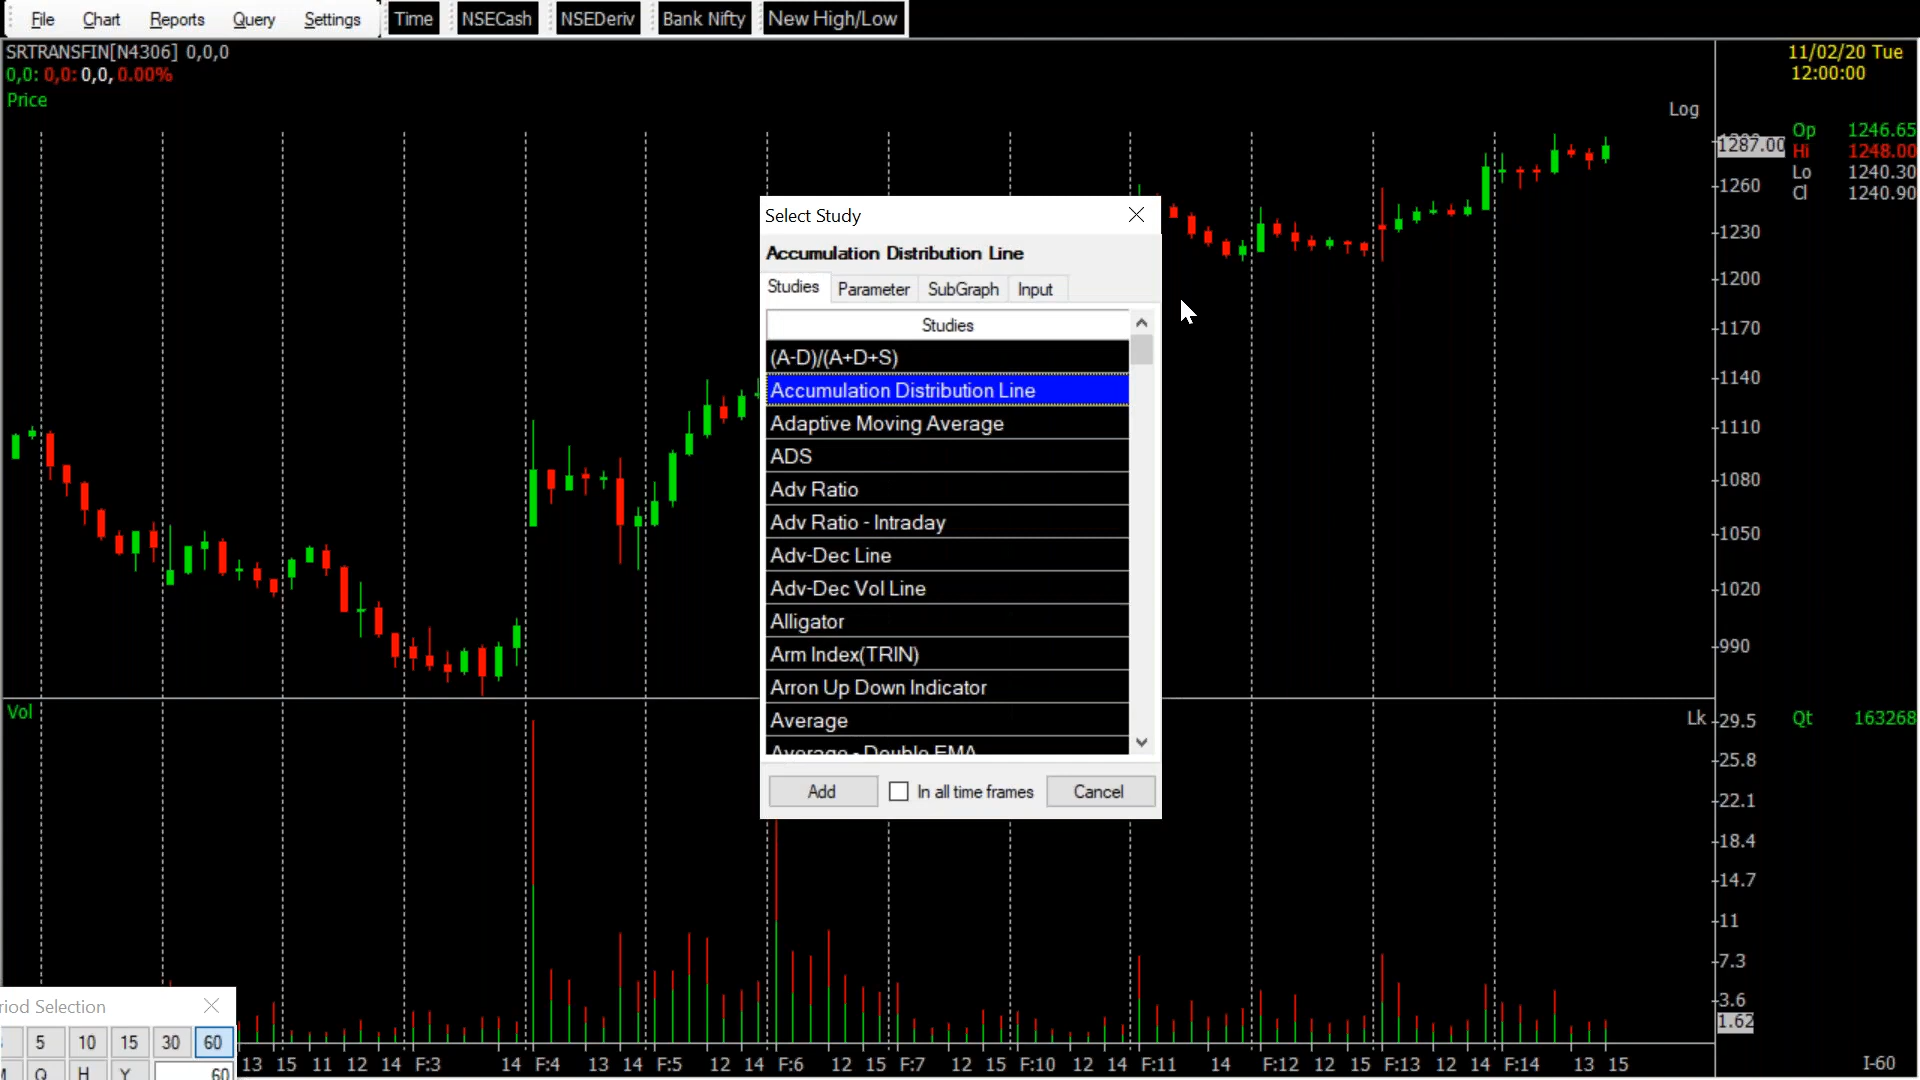 File Chart Reports Query Settings Time NSECash NSEDeriv Bank Nifty New High/Low
SRTRANSFIN[N4306] 0,0,0
0,0: 0,0: 0,0, 0.00%
Price
11/02/20 Tue
12:00:00
Log
1287.00
Op 1246.65
Hi 1248.00
Lo 1240.30
Cl 1240.90
1260
1230
1200
1170
1140
1110
1080
1050
1020
990
Select Study
Accumulation Distribution Line
Studies Parameter SubGraph Input
Studies
(A-D)/(A+D+S)
Accumulation Distribution Line
Adaptive Moving Average
ADS
Adv Ratio
Adv Ratio - Intraday
Adv-Dec Line
Adv-Dec Vol Line
Alligator
Arm Index(TRIN)
Arron Up Down Indicator
Average
Average - Double EMA
Add In all time frames Cancel
Vol
Lk 29.5
Qt 163268
25.8
22.1
18.4
14.7
11
7.3
3.6
1.62
riod Selection
5 10 15 30 60
Q H Y 60
13 15 11 12 14 F:3 14 F:4 13 14 F:5 12 14 F:6 12 15 F:7 12 15 F:10 12 14 F:11 14 F:12 12 15 F:13 12 14 F:14 13 15
I-60